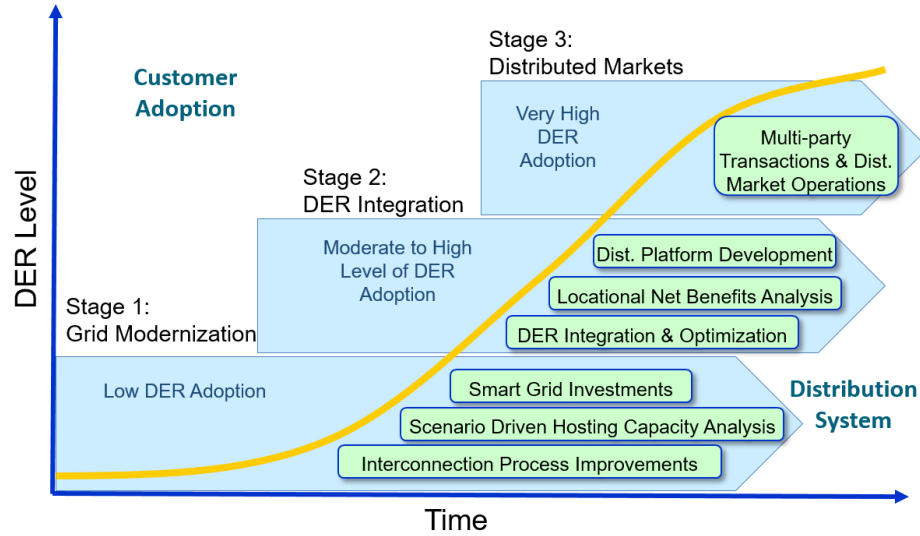 Customer
Adoption
Stage 3:
Distributed Markets
Very High
DER
Adoption
Multi-party
Transactions & Dist.
Market Operations
Stage 2:
DER Integration
Moderate to High
Level of DER
Adoption
Dist. Platform Development
Locational Net Benefits Analysis
DER Integration & Optimization
Stage 1:
Grid Modernization
Low DER Adoption
Smart Grid Investments
Scenario Driven Hosting Capacity Analysis
Interconnection Process Improvements
Distribution
System
DER Level
Time